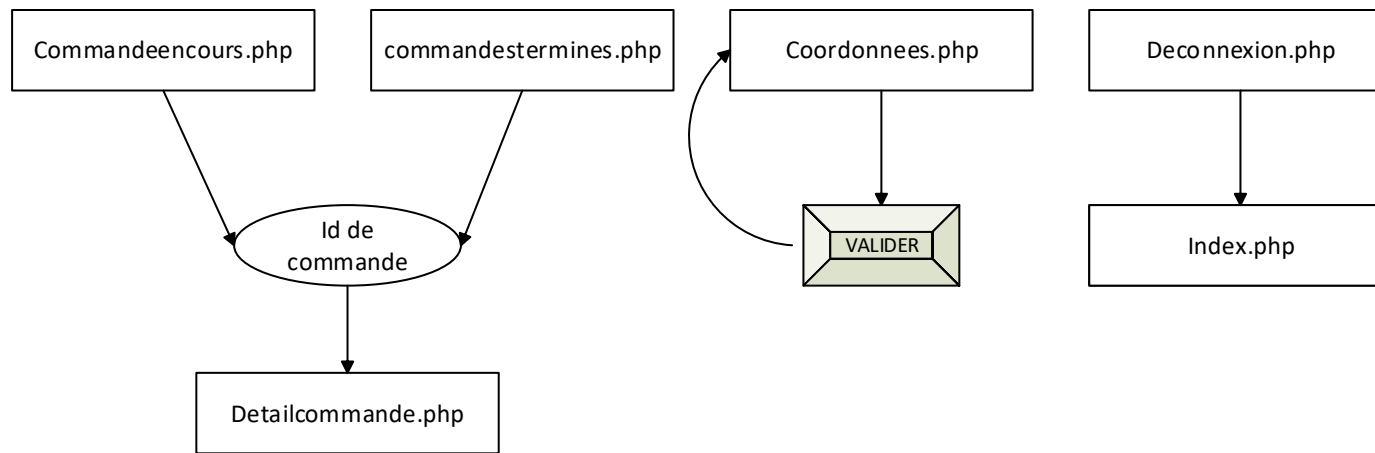 Commandeencours.php
commandestermines.php
Coordonnees.php
Deconnexion.php
Id de
commande
VALIDER
Index.php
Detailcommande.php